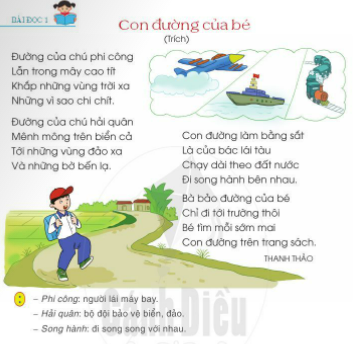 BÀI ĐỌC 1
Con đường của bé
(Trích)
Đường của chú phi công
Lẫn trong mây cao tít
Khắp những vùng trời xa
Những vì sao chi chít.
Đường của chú hải quân
Mênh mông trên biển cả
Tới những vùng đảo xa
Và những bờ bến lạ.
Con đường làm bằng sắt
Là của bác lái tàu
Chạy dài theo đất nước
Đi song hành bên nhau.
Bà bảo đường của bé
Chỉ đi tới trường thôi
Bé tìm mỗi sớm mai
Con đường trên trang sách.
THANH THẢO
– Phi công: người lái máy bay.
– Hải quân: bộ đội bảo vệ biển, đảo.
– Song hành: đi song song với nhau.
Cánh Diều